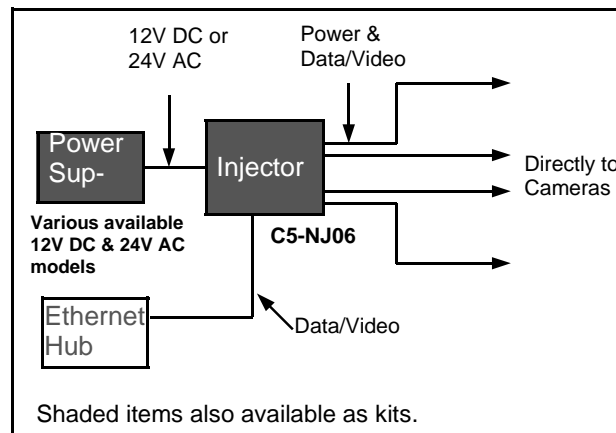 12V DC or
24V AC
Power &
Data/Video
Power
Sup-
Injector
Directly to
Cameras
Various available
12V DC & 24V AC
models
C5-NJ06
Ethernet
Hub
Data/Video
Shaded items also available as kits.